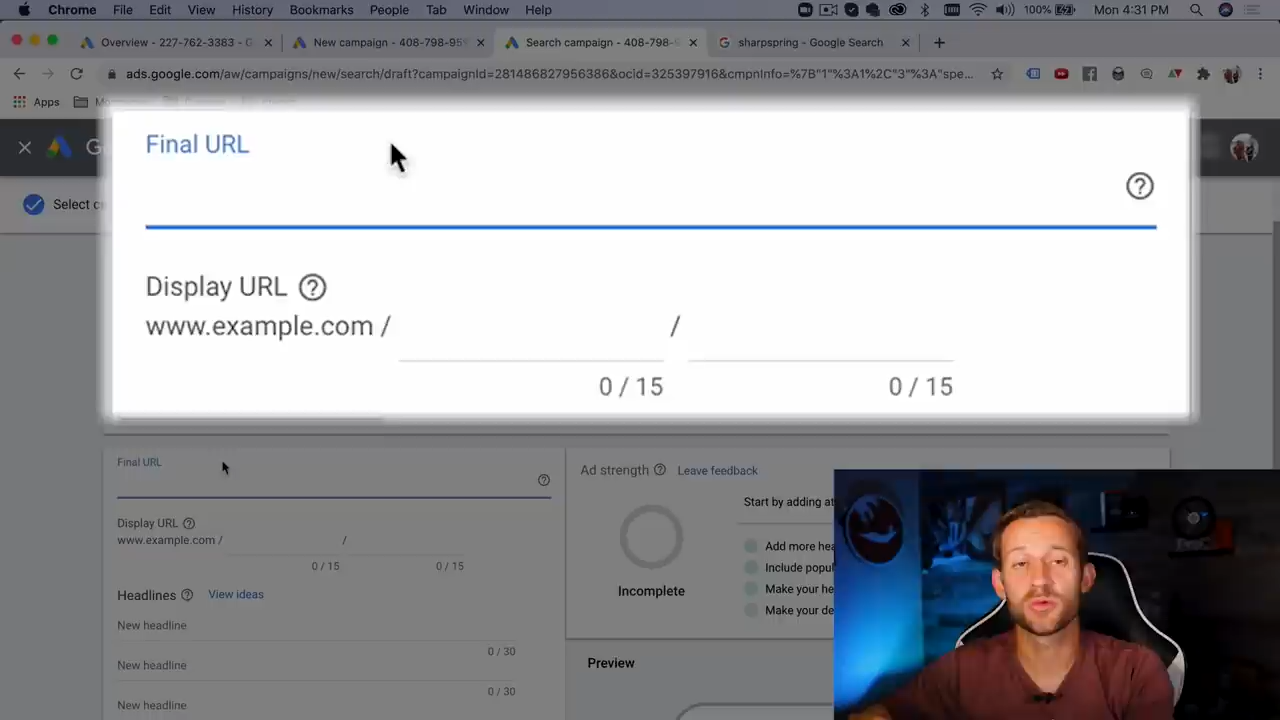 Chrome File Edit View History Bookmarks People Tab Window Help 100% Mon 4:31 PM
Overview - 227-762-3383 - G New campaign - 408-798-959 Search campaign - 408-798-9 sharpspring - Google Search
ads.google.com/aw/campaigns/new/search/draft?campaignId=281486827956386&ocid=325397916&cmpnInfo=%7B"1"%3A1%2C"3"%3A"spe...
Apps
Final URL
Select c
Display URL
www.example.com / /
0 / 15 0 / 15
Final URL
Display URL
www.example.com / /
0 / 15 0 / 15
Headlines View ideas
New headline
0 / 30
New headline
0 / 30
New headline
Ad strength Leave feedback
Incomplete
Start by adding at
Add more hea
Include popul
Make your he
Make your de
Preview